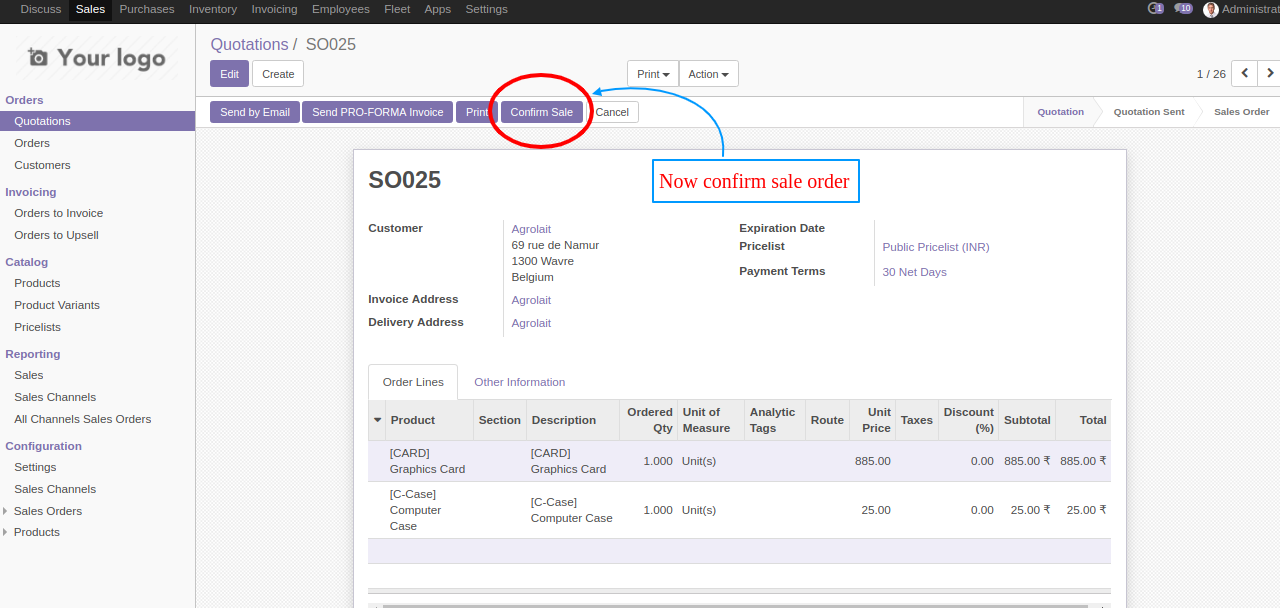 Discuss Sales Purchases Inventory Invoicing Employees Fleet Apps Settings 1 10 Administrat
Your logo
Quotations / SO025
Edit Create Print Action 1 / 26
Send by Email Send PRO-FORMA Invoice Print Confirm Sale Cancel Quotation Quotation Sent Sales Order
Orders
Quotations
Orders
Customers
Invoicing
Orders to Invoice
Orders to Upsell
Catalog
Products
Product Variants
Pricelists
Reporting
Sales
Sales Channels
All Channels Sales Orders
Configuration
Settings
Sales Channels
Sales Orders
Products
Now confirm sale order
SO025
Customer Agrolait
69 rue de Namur
1300 Wavre
Belgium
Invoice Address Agrolait
Delivery Address Agrolait
Expiration Date
Pricelist Public Pricelist (INR)
Payment Terms 30 Net Days
Order Lines Other Information
Product Section Description Ordered Qty Unit of Measure Analytic Tags Route Unit Price Taxes Discount (%) Subtotal Total
[CARD] Graphics Card [CARD] Graphics Card 1.000 Unit(s) 885.00 0.00 885.00 ₹ 885.00 ₹
[C-Case] Computer Case [C-Case] Computer Case 1.000 Unit(s) 25.00 0.00 25.00 ₹ 25.00 ₹